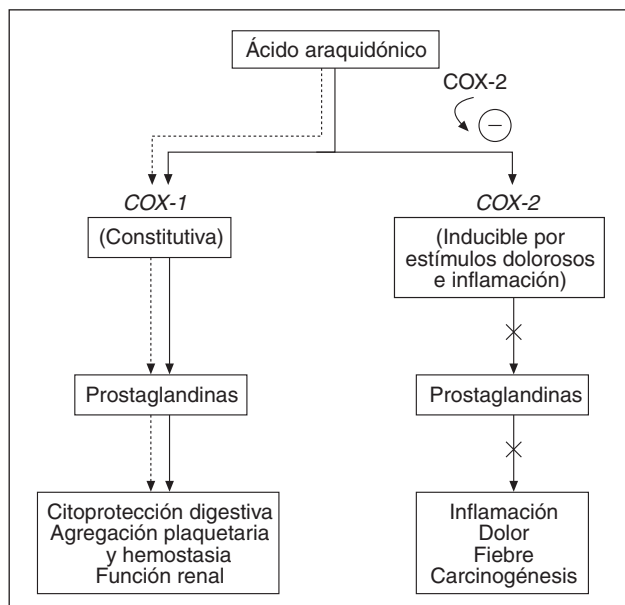 Ácido araquidónico
COX-2
−
COX-1
(Constitutiva)
COX-2
(Inducible por
estímulos dolorosos
e inflamación)
Prostaglandinas
Prostaglandinas
Citoprotección digestiva
Agregación plaquetaria
y hemostasia
Función renal
Inflamación
Dolor
Fiebre
Carcinogénesis